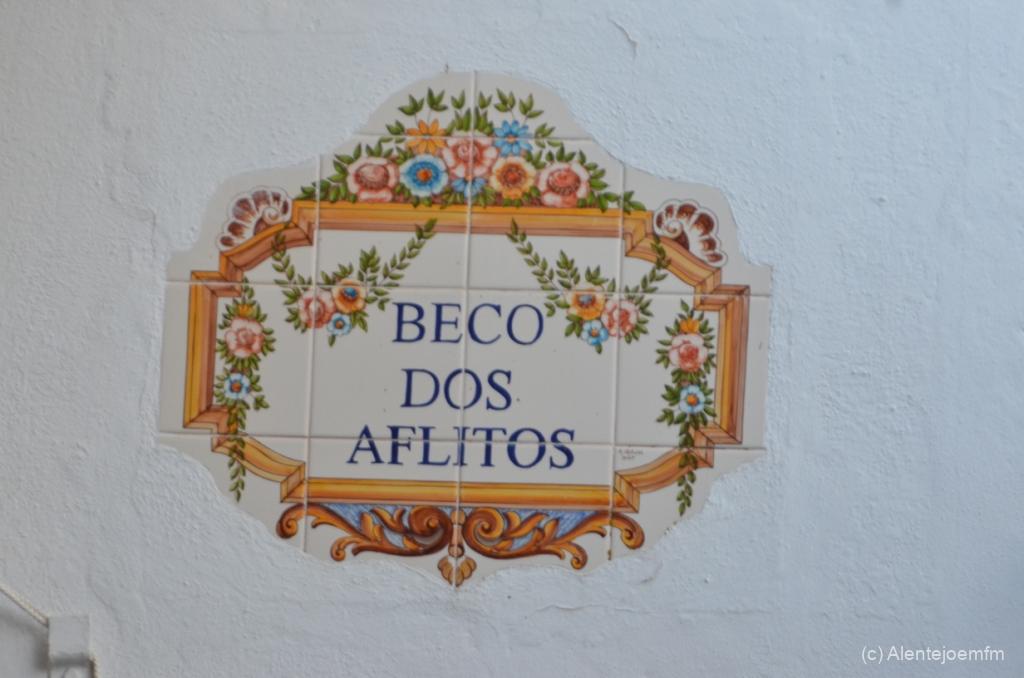 BECO
DOS
AFLITOS
(c) Alentejoemfm